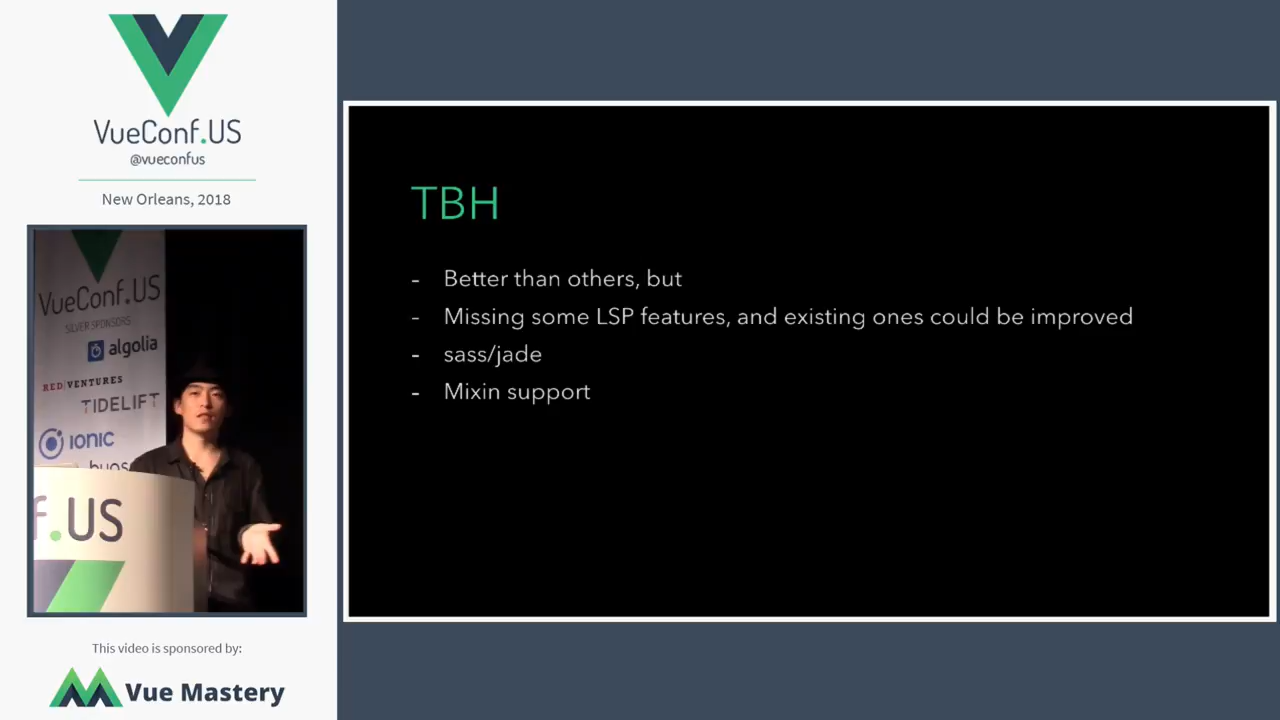 VueConf.US
@vueconfus
New Orleans, 2018
VueConf.US
SILVER SPONSORS
algolia
RED VENTURES
TIDELIFT
IONIC
f.US
This video is sponsored by:
Vue Mastery
TBH
- Better than others, but
- Missing some LSP features, and existing ones could be improved
- sass/jade
- Mixin support